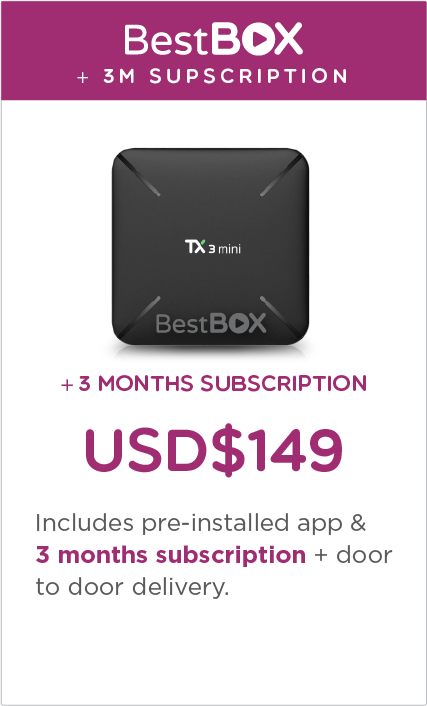 BestBOX
+ 3M SUPSCRIPTION
TX 3 mini
BestBOX
+ 3 MONTHS SUBSCRIPTION
USD$149
Includes pre-installed app &
3 months subscription + door
to door delivery.